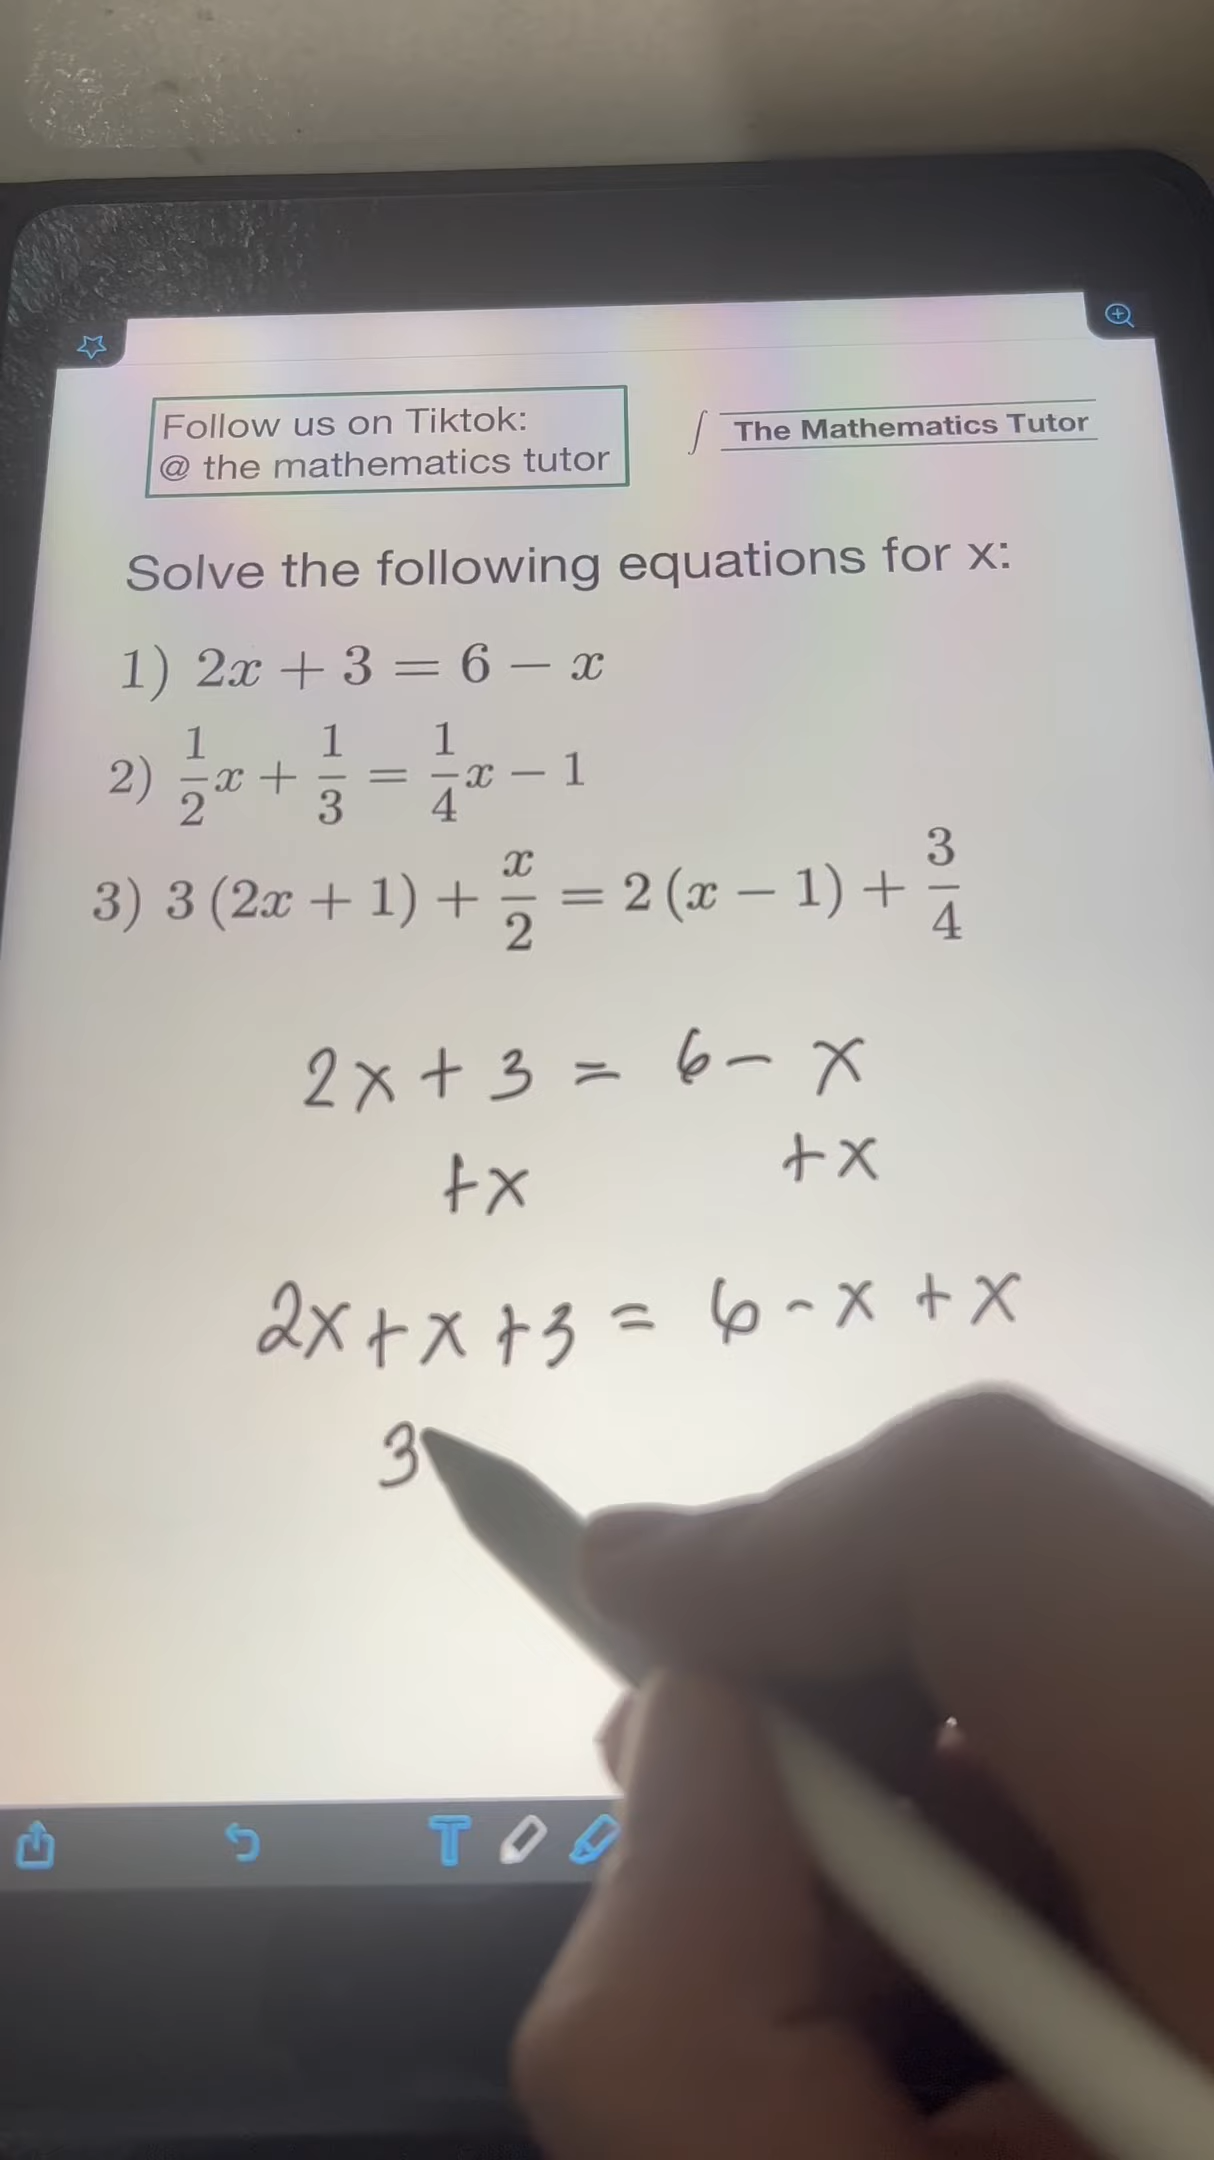 Follow us on Tiktok:
@ the mathematics tutor
∫ The Mathematics Tutor
Solve the following equations for x:
1) 2x + 3 = 6 − x
2) 1/2 x + 1/3 = 1/4 x − 1
3) 3 (2x + 1) + x/2 = 2 (x − 1) + 3/4
2x + 3 = 6 − x
+x +x
2x + x + 3 = 6 − x + x
3
T